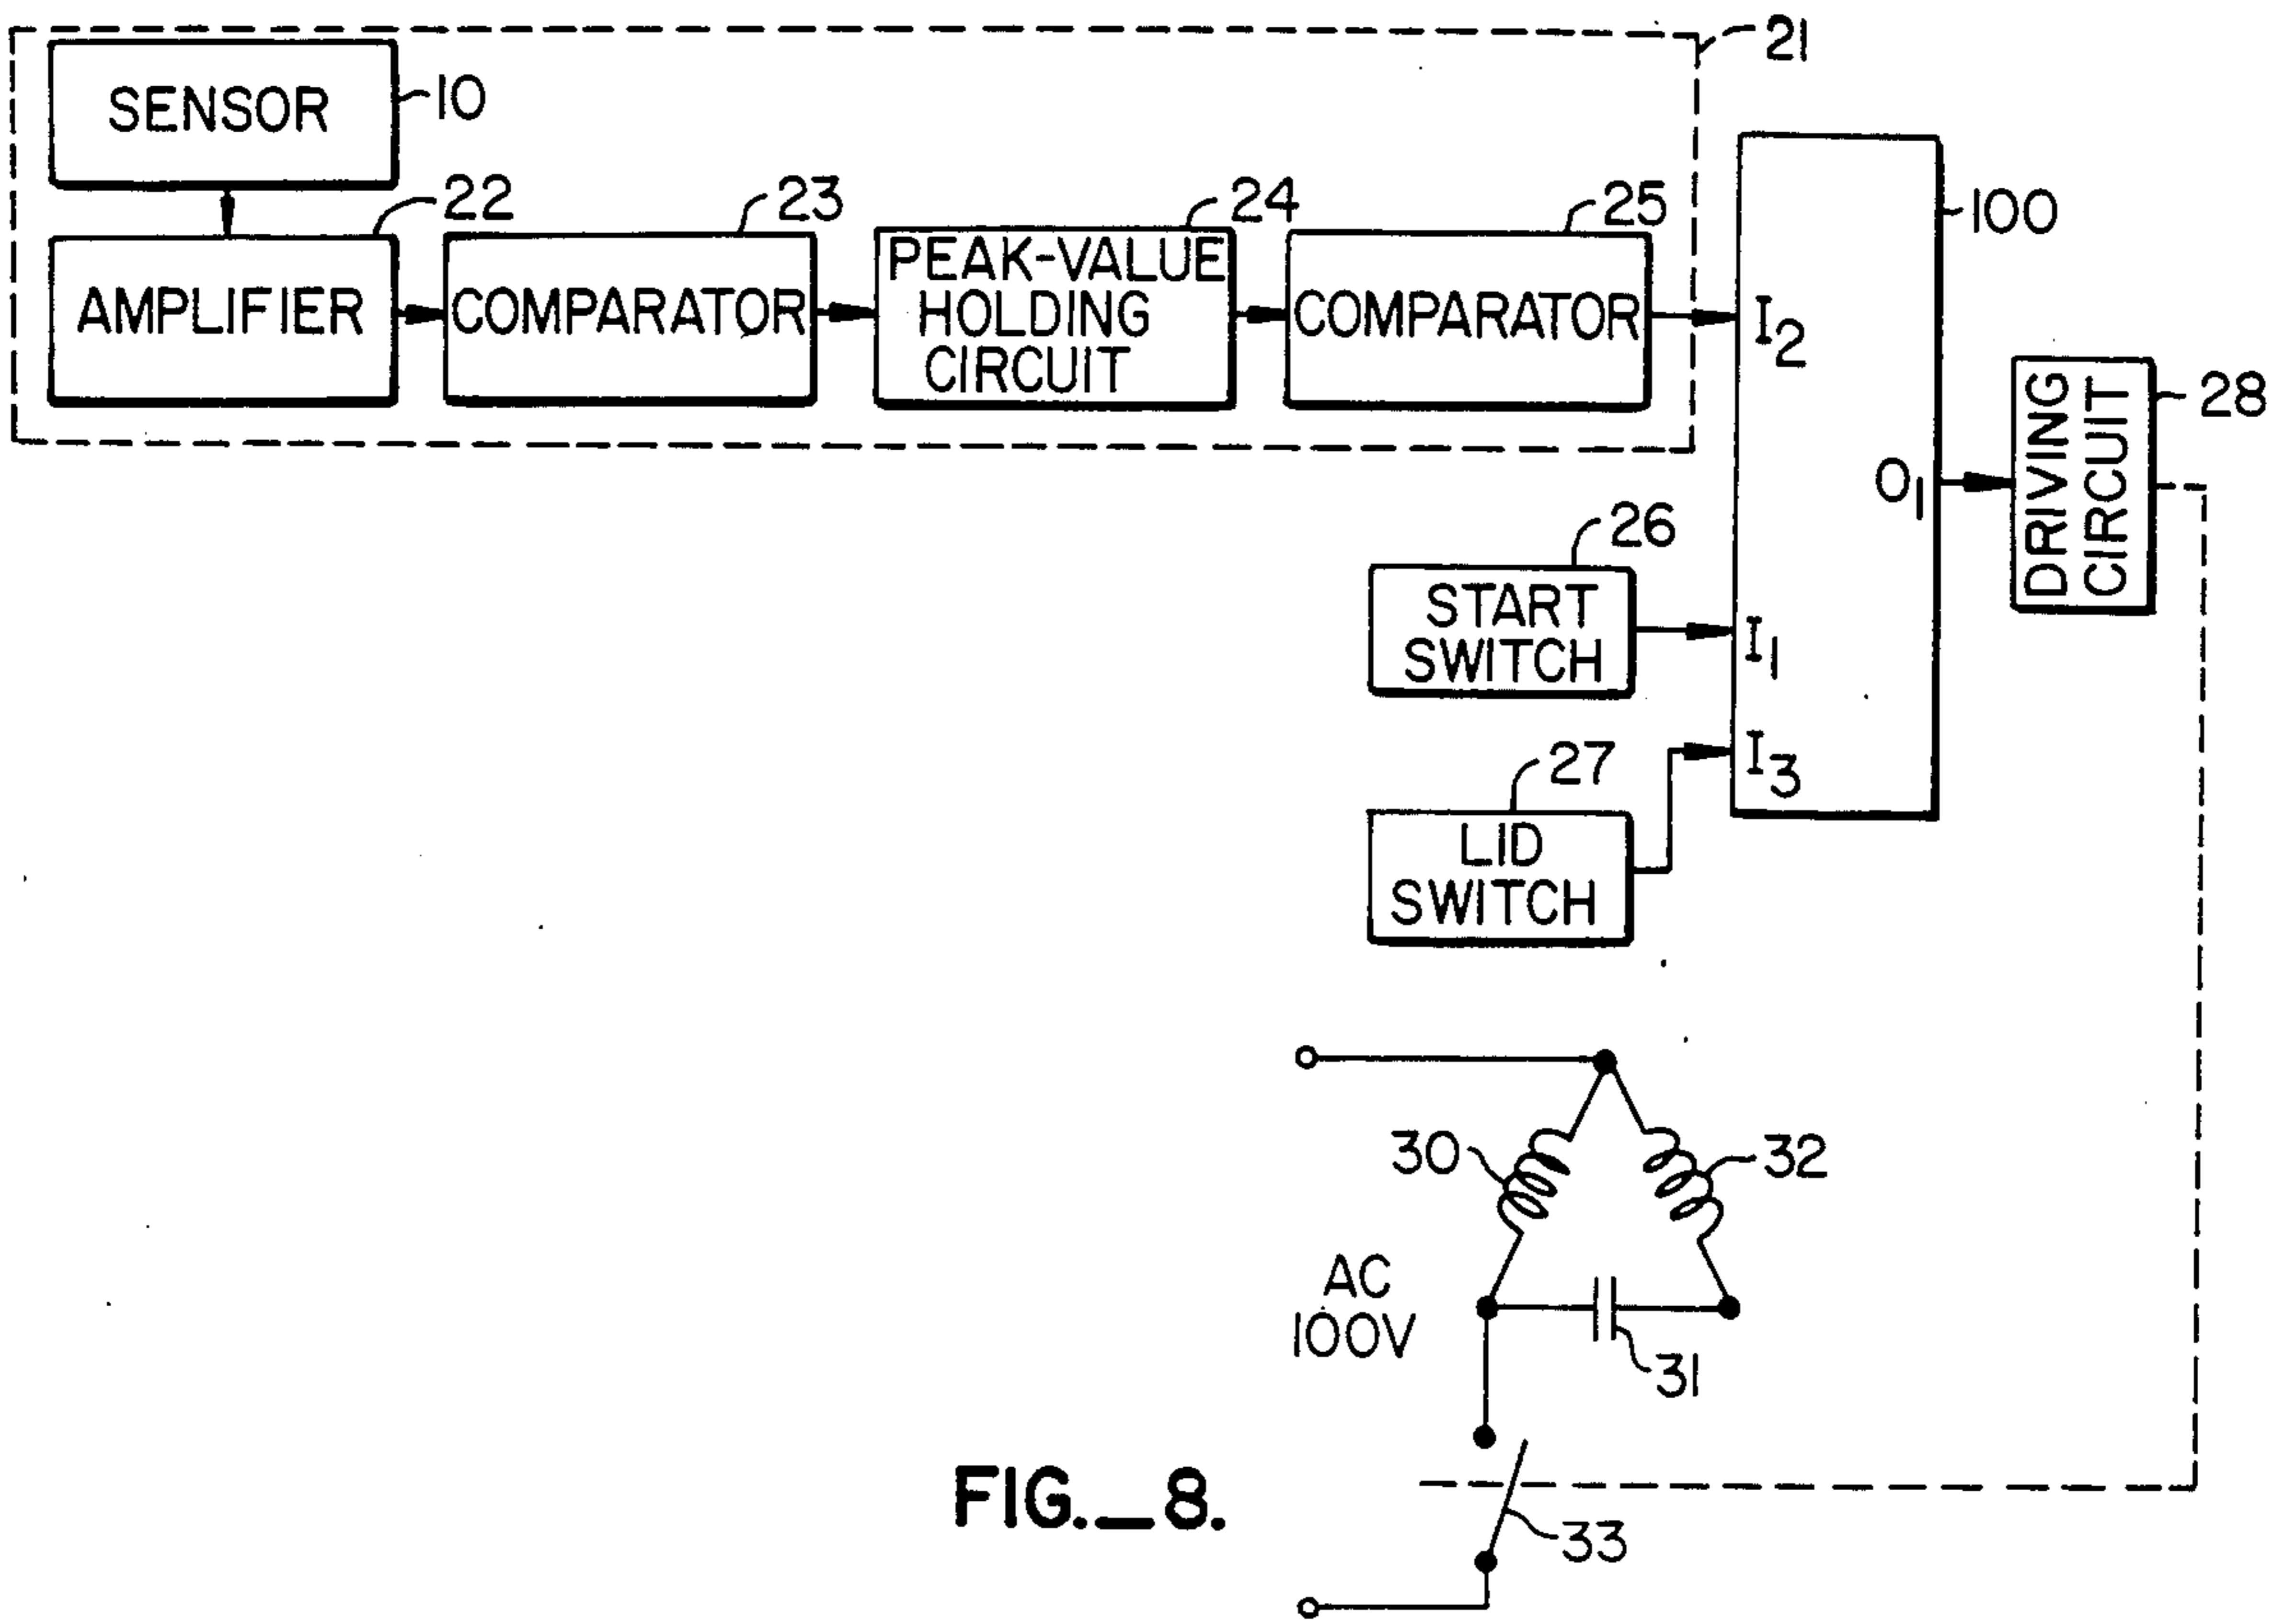 21
SENSOR
10
22
23
24
25
100
AMPLIFIER
COMPARATOR
PEAK-VALUE
HOLDING
CIRCUIT
COMPARATOR
I2
28
DRIVING
CIRCUIT
O1
26
START
SWITCH
I1
27
I3
LID
SWITCH
30
32
AC
100V
31
FIG._8.
33